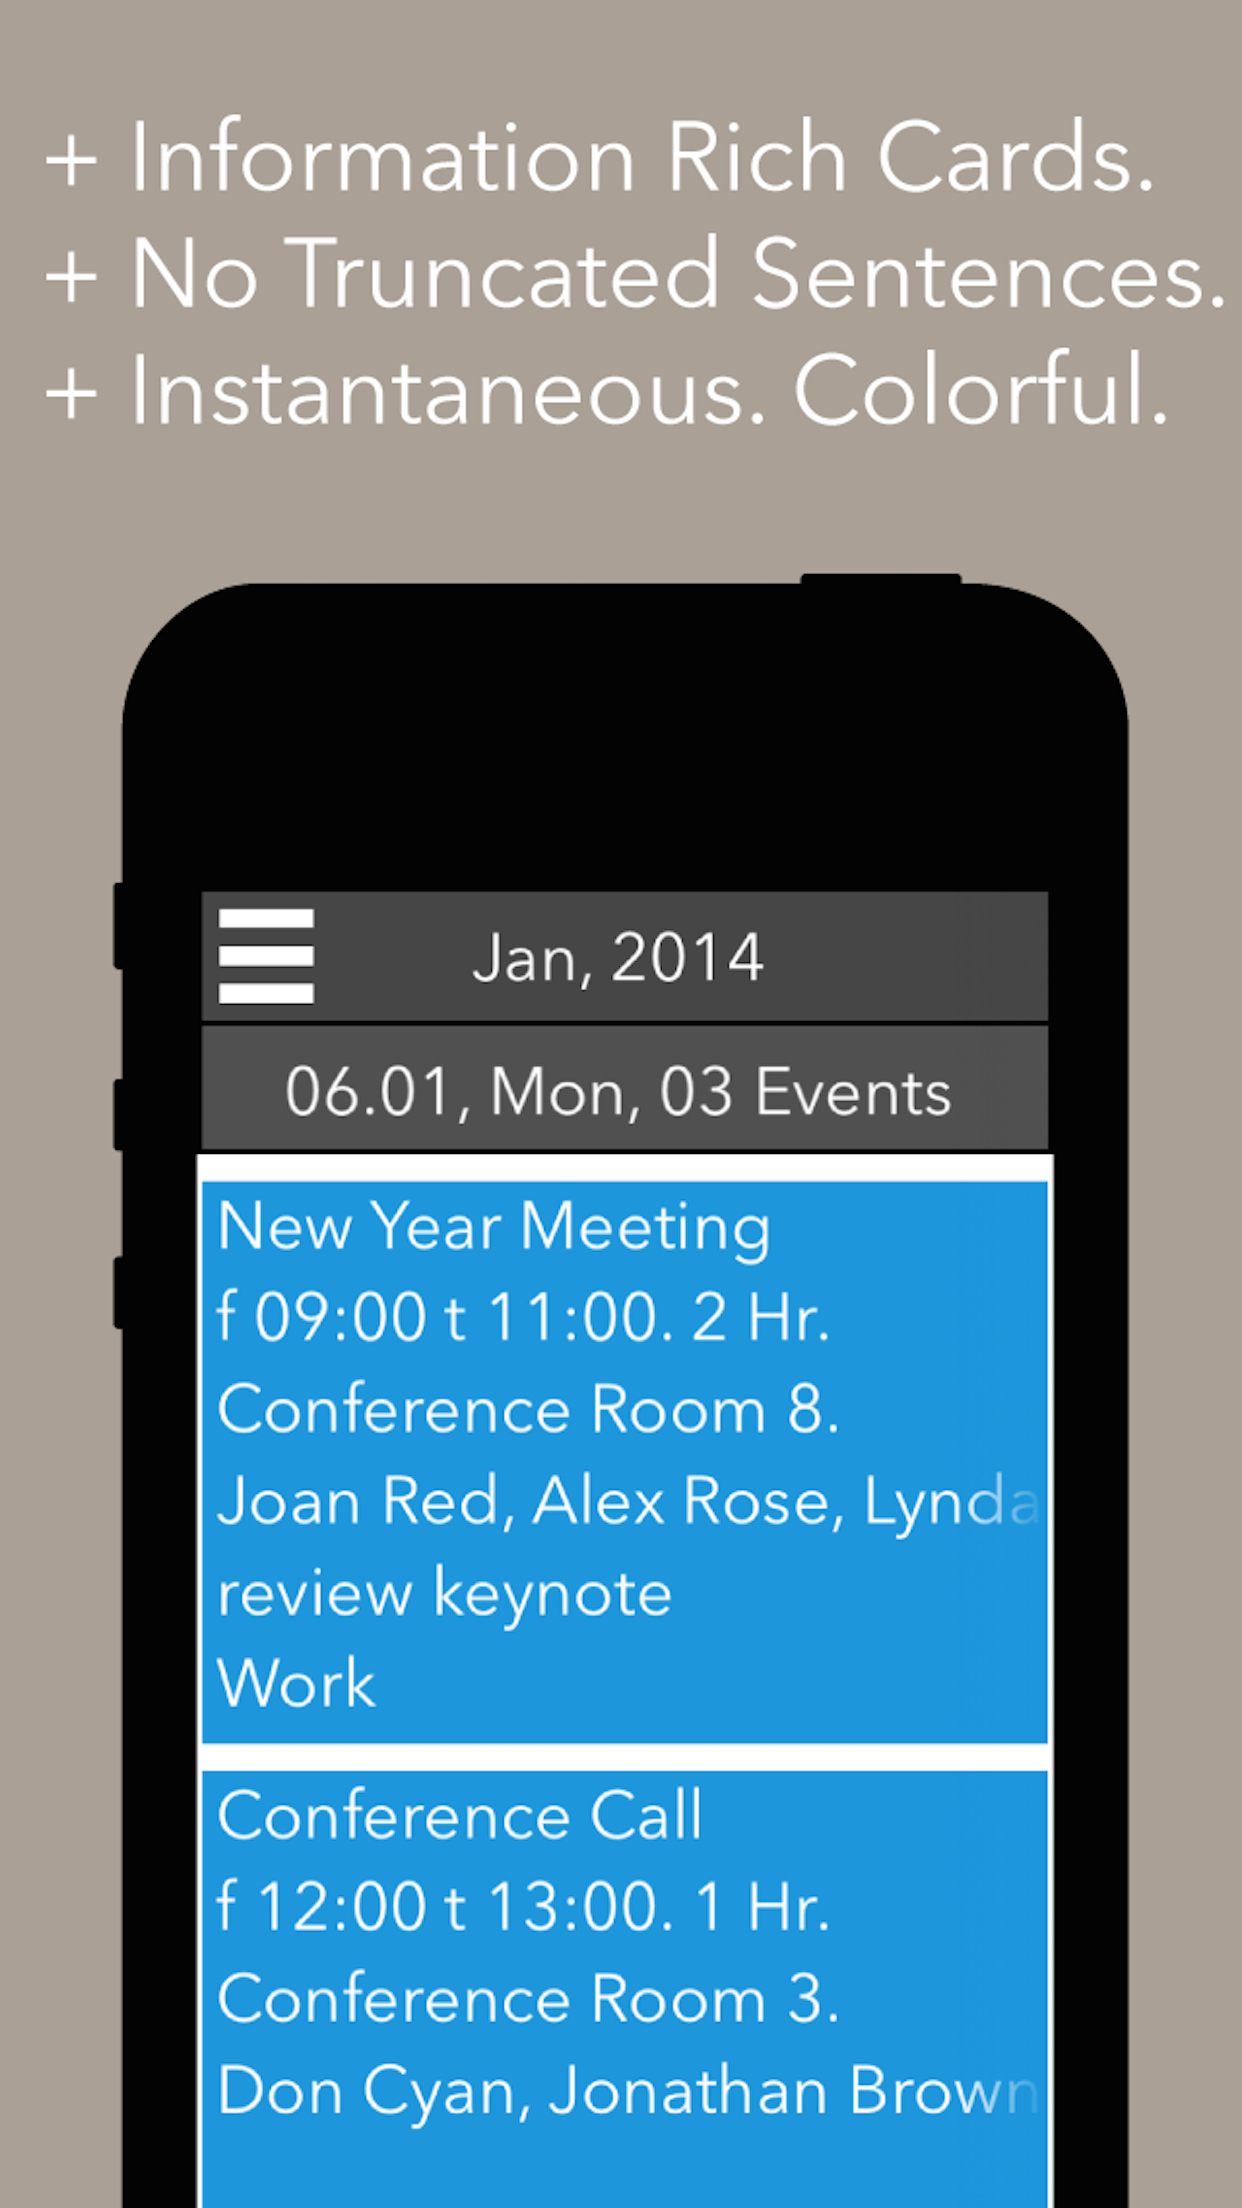 + Information Rich Cards.
+ No Truncated Sentences.
+ Instantaneous. Colorful.
Jan, 2014
06.01, Mon, 03 Events
New Year Meeting
f 09:00 t 11:00. 2 Hr.
Conference Room 8.
Joan Red, Alex Rose, Lynda
review keynote
Work
Conference Call
f 12:00 t 13:00. 1 Hr.
Conference Room 3.
Don Cyan, Jonathan Brown